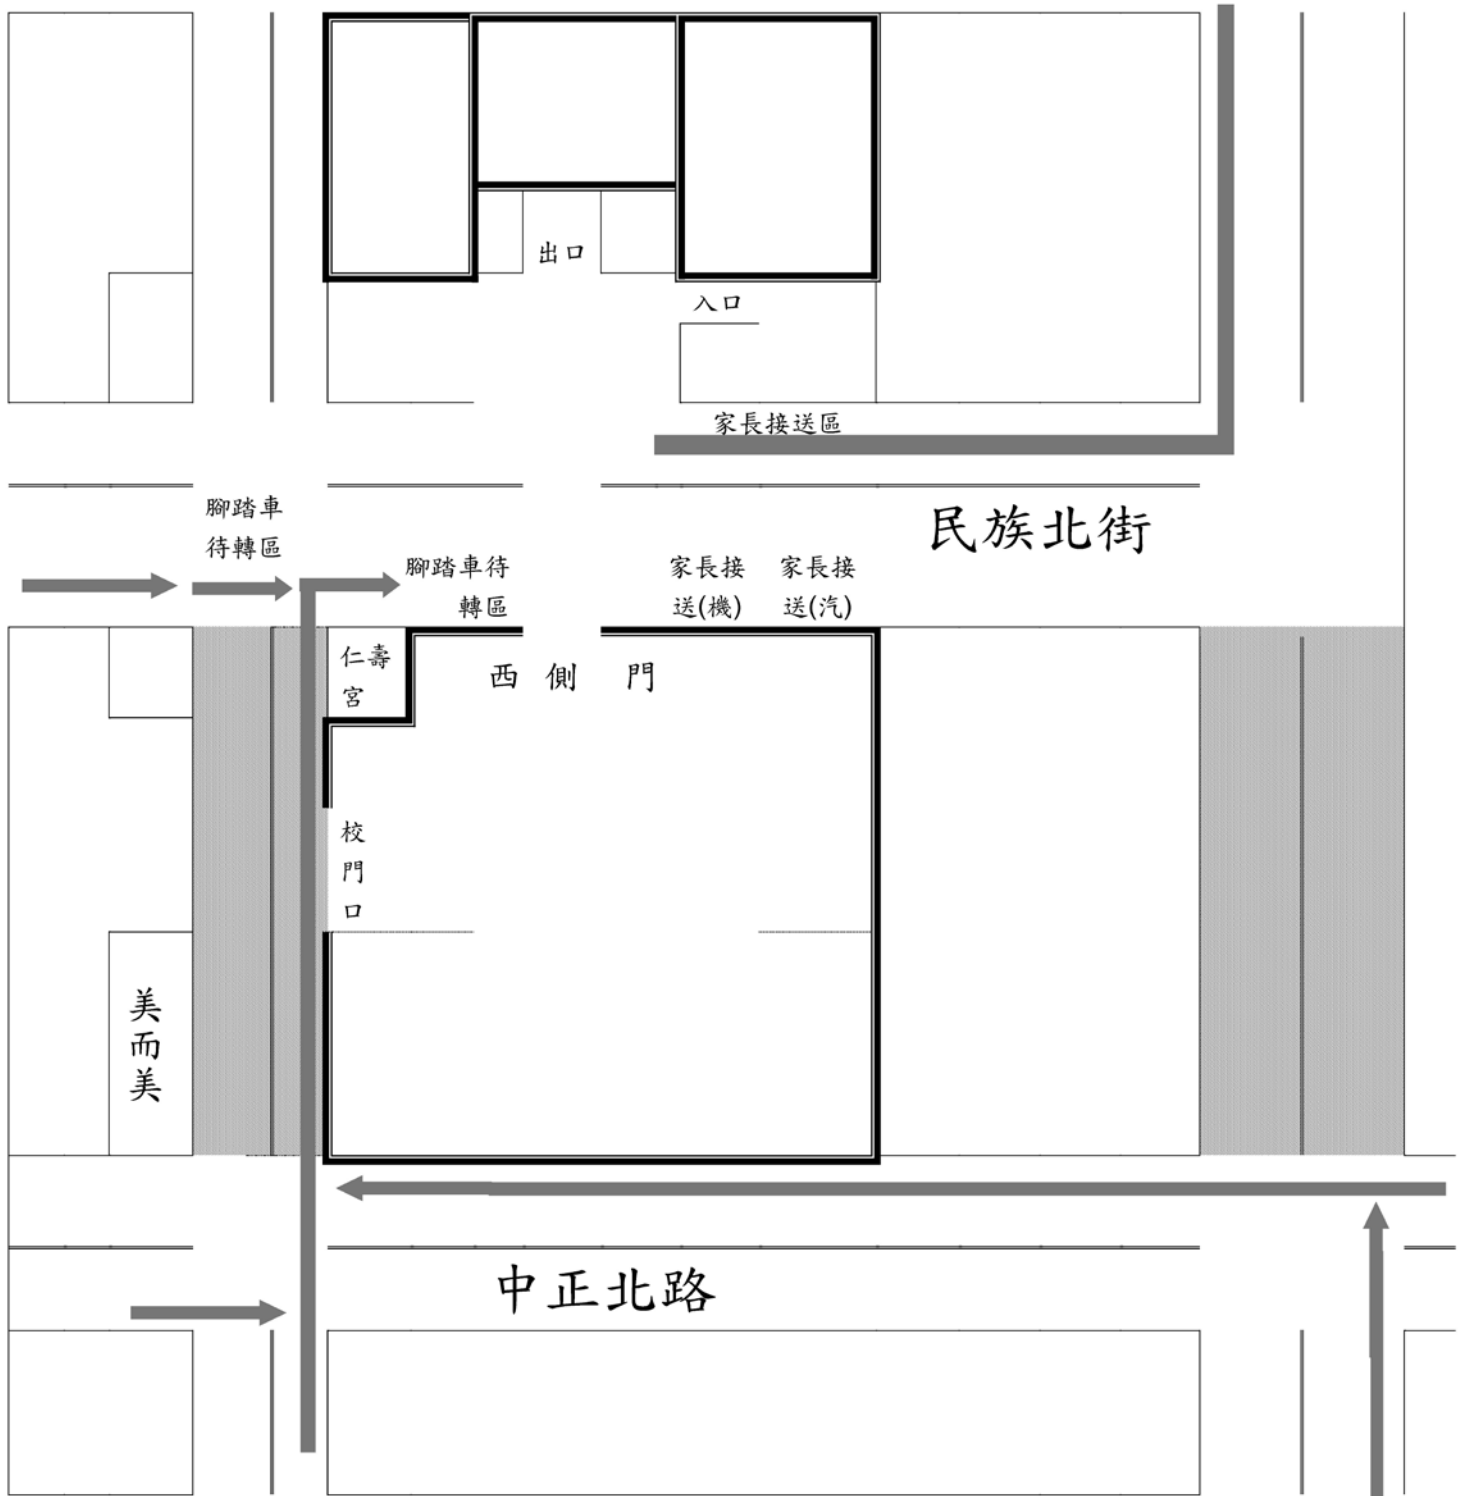 出口
入口
家長接送區
腳踏車
待轉區
民族北街
腳踏車待
轉區
家長接
送(機)
家長接
送(汽)
仁壽
宮
西側門
校
門
口
美
而
美
中正北路